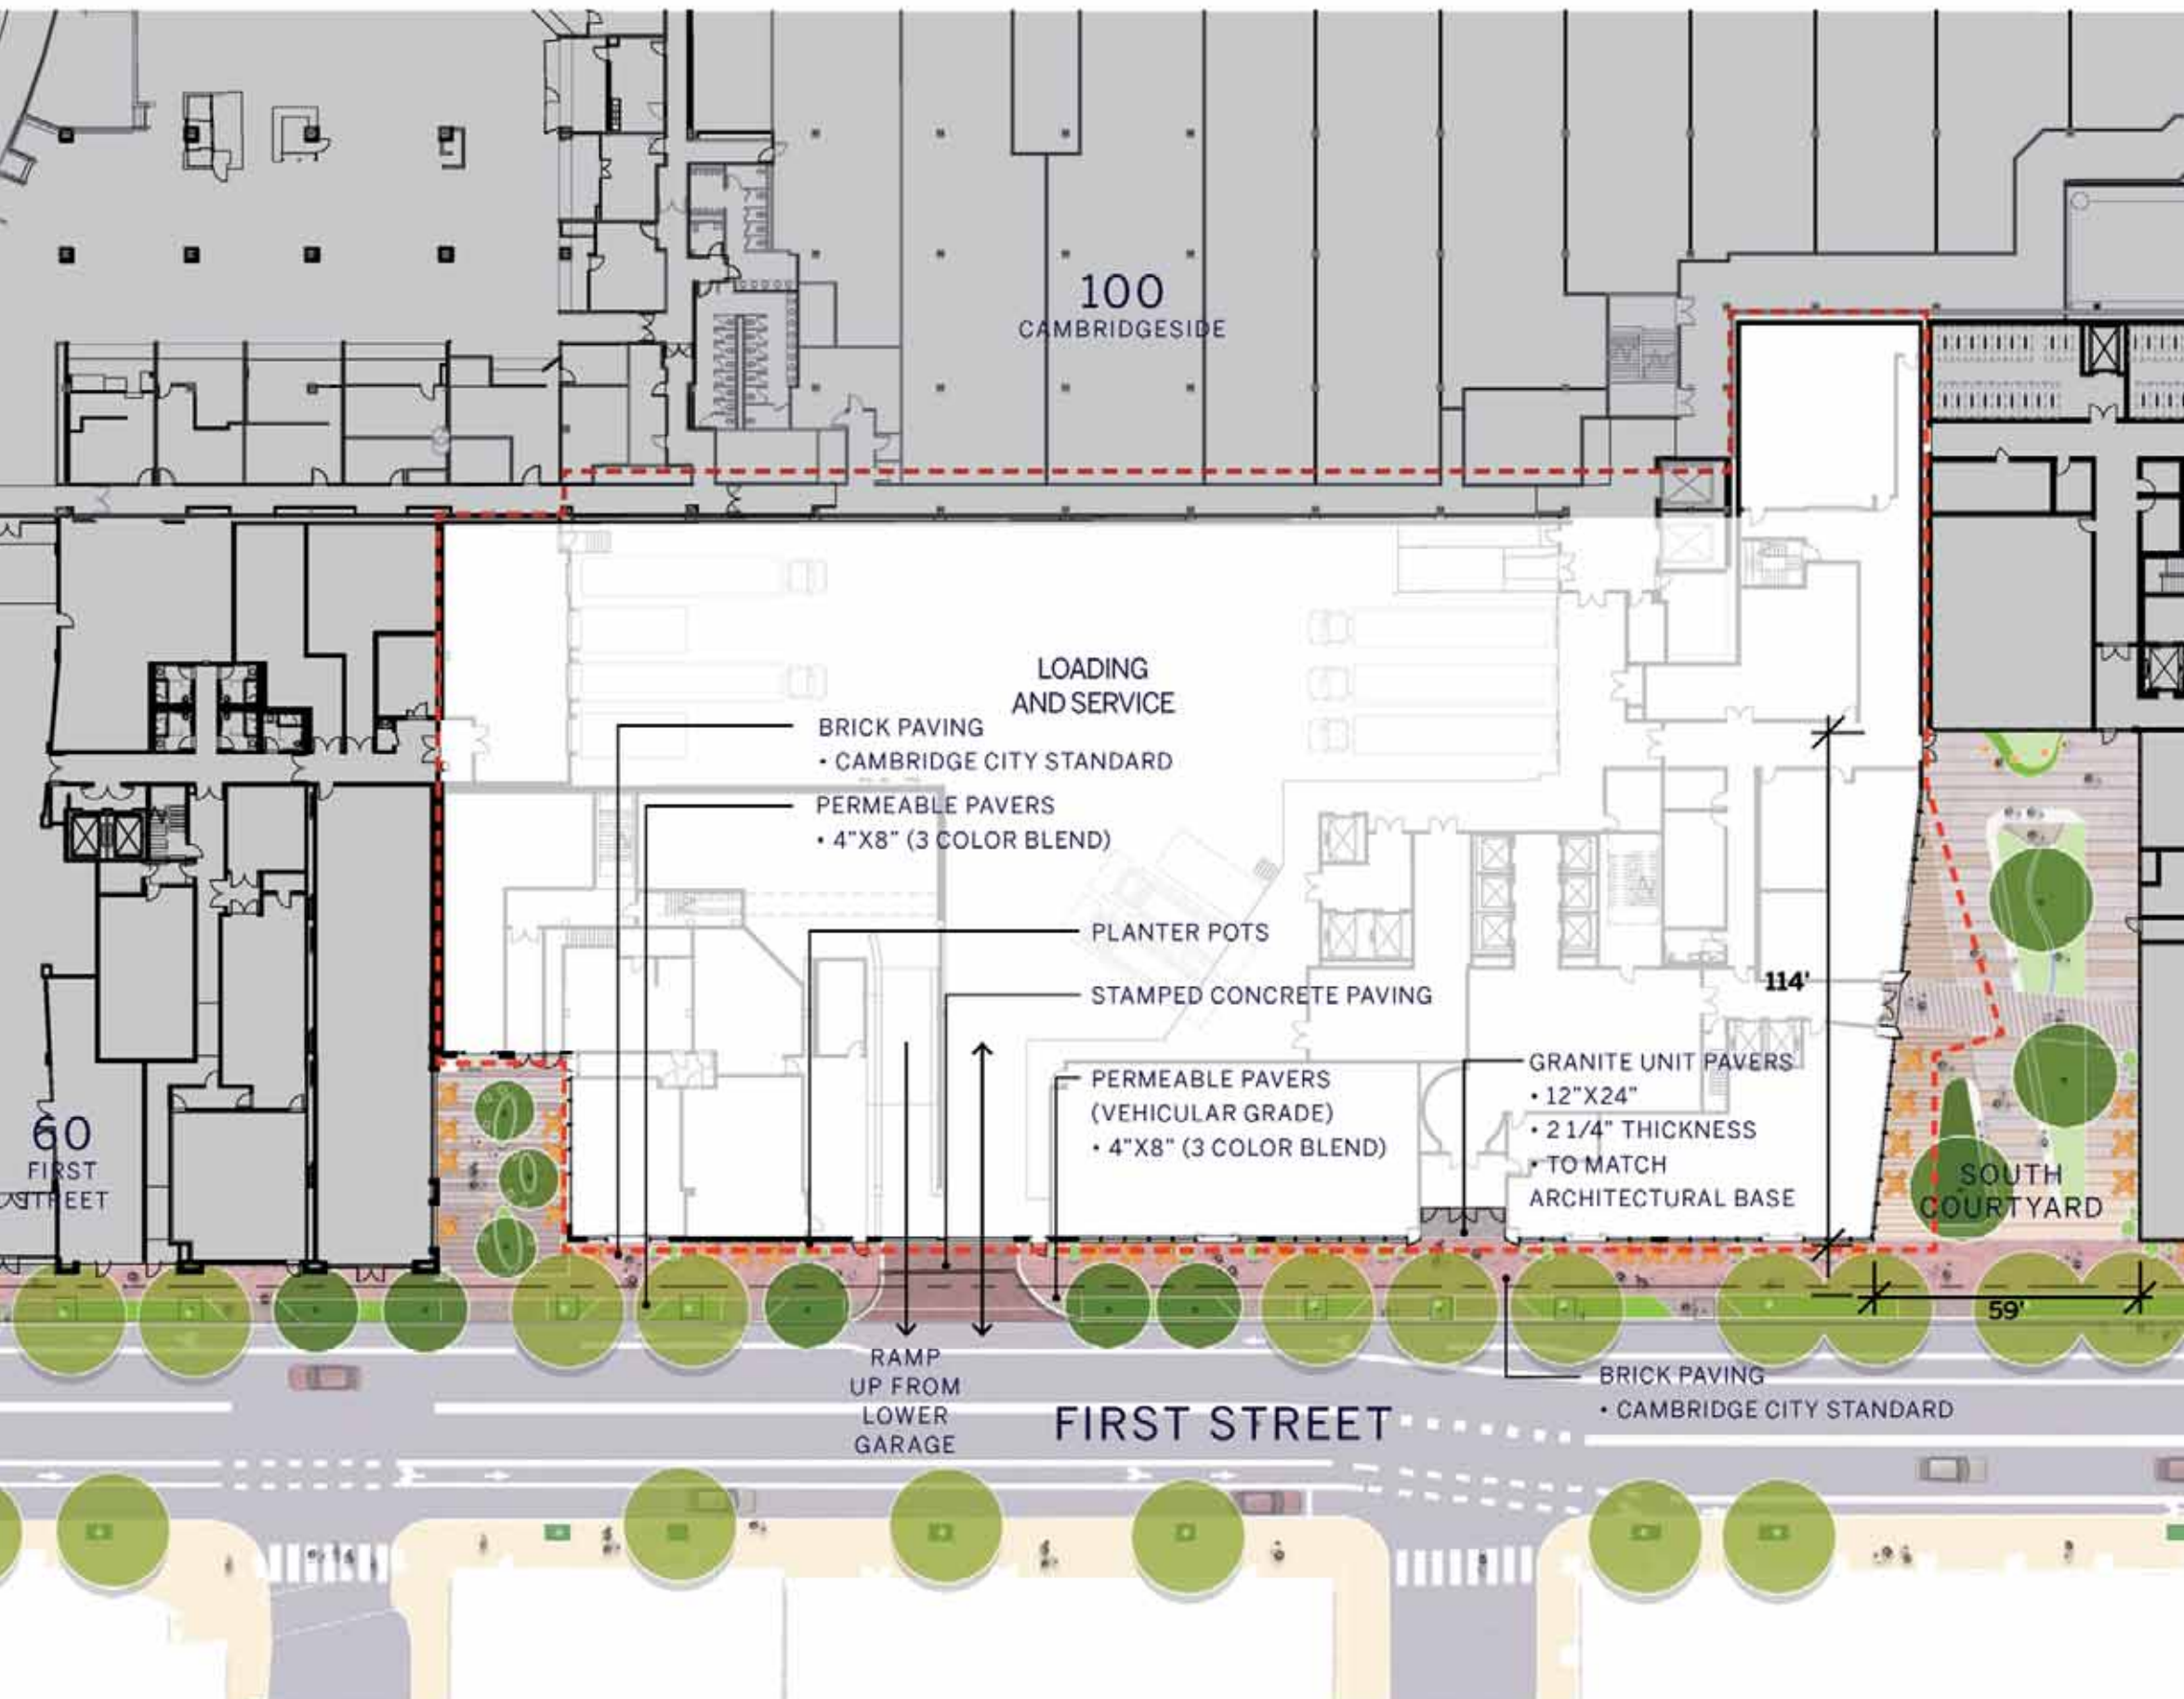 100
CAMBRIDGESIDE
LOADING
AND SERVICE
BRICK PAVING
• CAMBRIDGE CITY STANDARD
PERMEABLE PAVERS
• 4"X8" (3 COLOR BLEND)
PLANTER POTS
STAMPED CONCRETE PAVING
114'
PERMEABLE PAVERS
(VEHICULAR GRADE)
• 4"X8" (3 COLOR BLEND)
GRANITE UNIT PAVERS
• 12"X24"
• 2 1/4" THICKNESS
• TO MATCH
ARCHITECTURAL BASE
60
FIRST
STREET
SOUTH
COURTYARD
59'
RAMP
UP FROM
LOWER
GARAGE
FIRST STREET
BRICK PAVING
• CAMBRIDGE CITY STANDARD